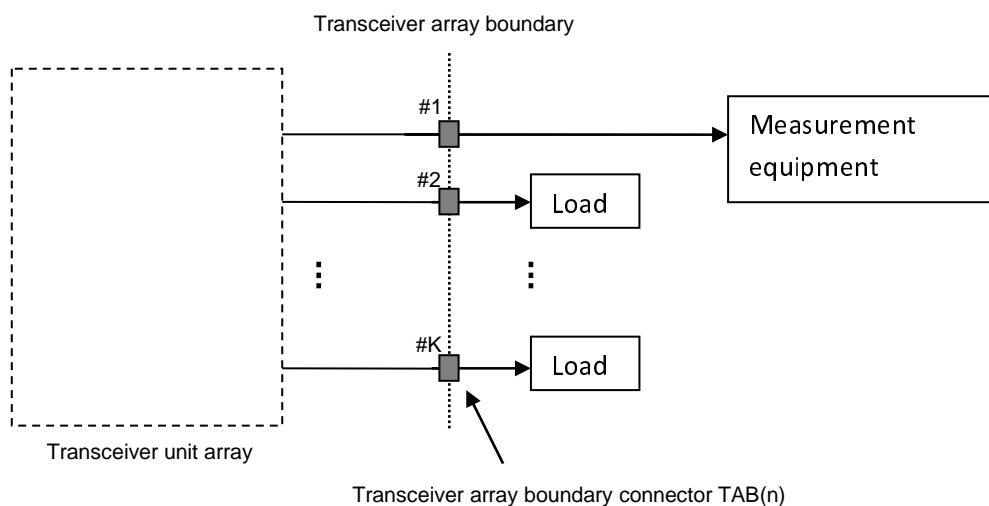 Transceiver array boundary
#1
Measurement
equipment
#2
Load
#K
Load
Transceiver unit array
Transceiver array boundary connector TAB(n)